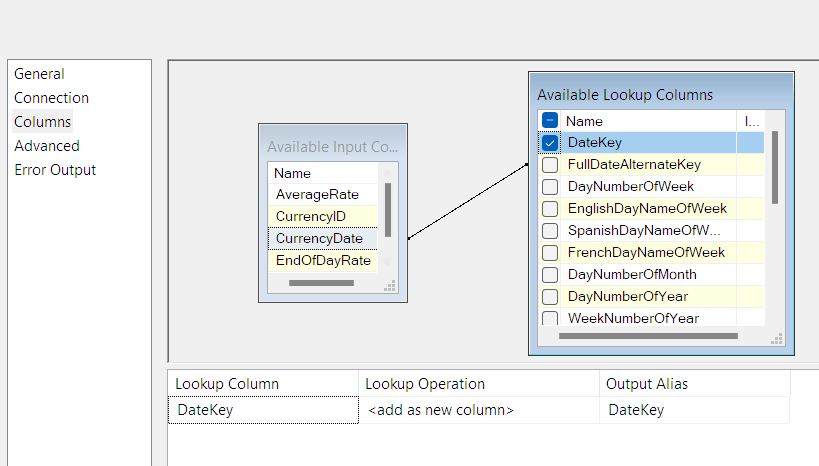 General
Connection
Columns
Advanced
Error Output
Available Input Co...
Name
AverageRate
CurrencyID
CurrencyDate
EndOfDayRate
Available Lookup Columns
Name I...
DateKey
FullDateAlternateKey
DayNumberOfWeek
EnglishDayNameOfWeek
SpanishDayNameOfW...
FrenchDayNameOfWeek
DayNumberOfMonth
DayNumberOfYear
WeekNumberOfYear
Lookup Column Lookup Operation Output Alias
DateKey <add as new column> DateKey